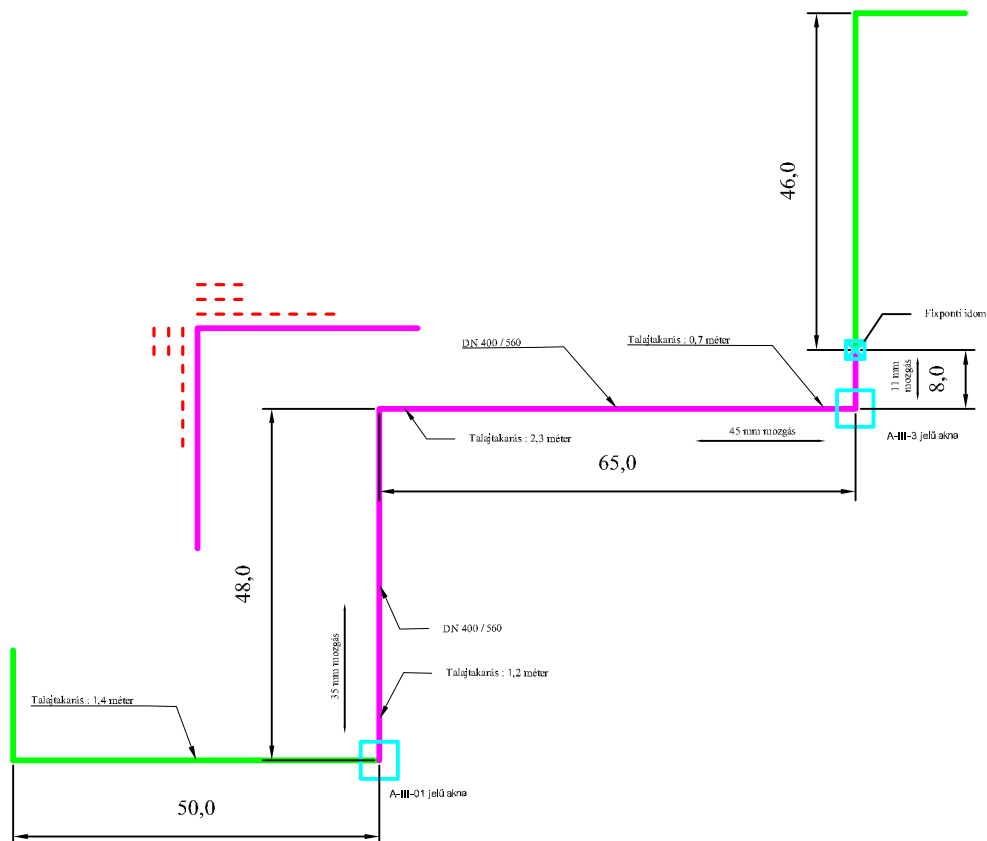 46,0
Fixponti idom
DN 400 / 560
Talajtakarás : 0,7 méter
11 mm
mozgás
8,0
Talajtakarás : 2,3 méter
45 mm mozgás
A-III-3 jelű akna
65,0
48,0
DN 400 / 560
35 mm mozgás
Talajtakarás : 1,2 méter
Talajtakarás : 1,4 méter
A-III-01 jelű akna
50,0